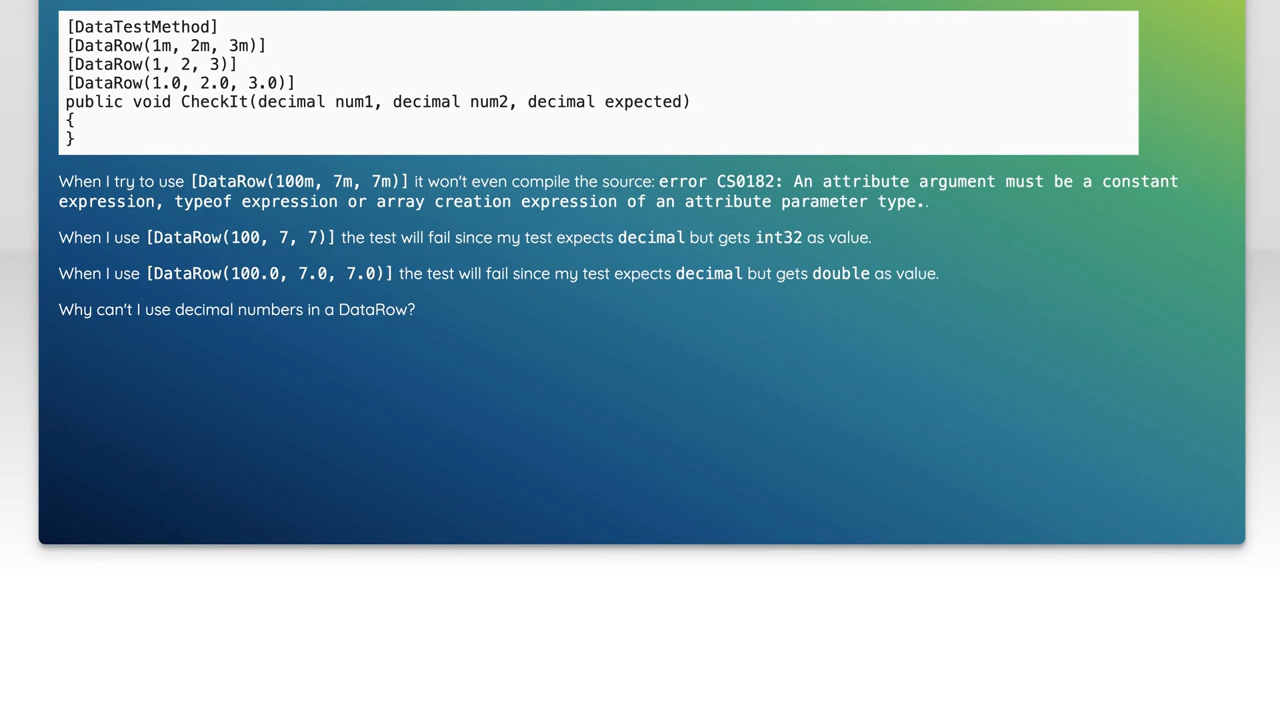 [DataTestMethod]
[DataRow(1m, 2m, 3m)]
[DataRow(1, 2, 3)]
[DataRow(1.0, 2.0, 3.0)]
public void CheckIt(decimal num1, decimal num2, decimal expected)
{
}
When I try to use [DataRow(100m, 7m, 7m)] it won't even compile the source: error CS0182: An attribute argument must be a constant
expression, typeof expression or array creation expression of an attribute parameter type..
When I use [DataRow(100, 7, 7)] the test will fail since my test expects decimal but gets int32 as value.
When I use [DataRow(100.0, 7.0, 7.0)] the test will fail since my test expects decimal but gets double as value.
Why can't I use decimal numbers in a DataRow?